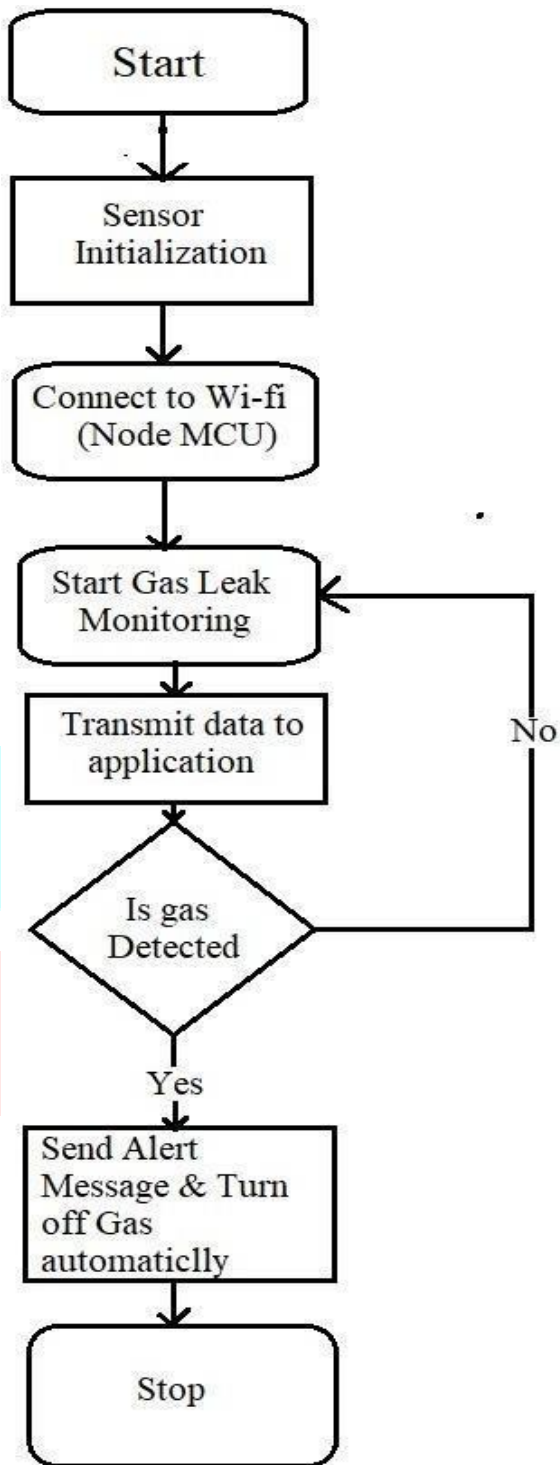 Start
Sensor
Initialization
Connect to Wi-fi
(Node MCU)
Start Gas Leak
Monitoring
Transmit data to
application
No
Is gas
Detected
Yes
Send Alert
Message & Turn
off Gas
automaticlly
Stop